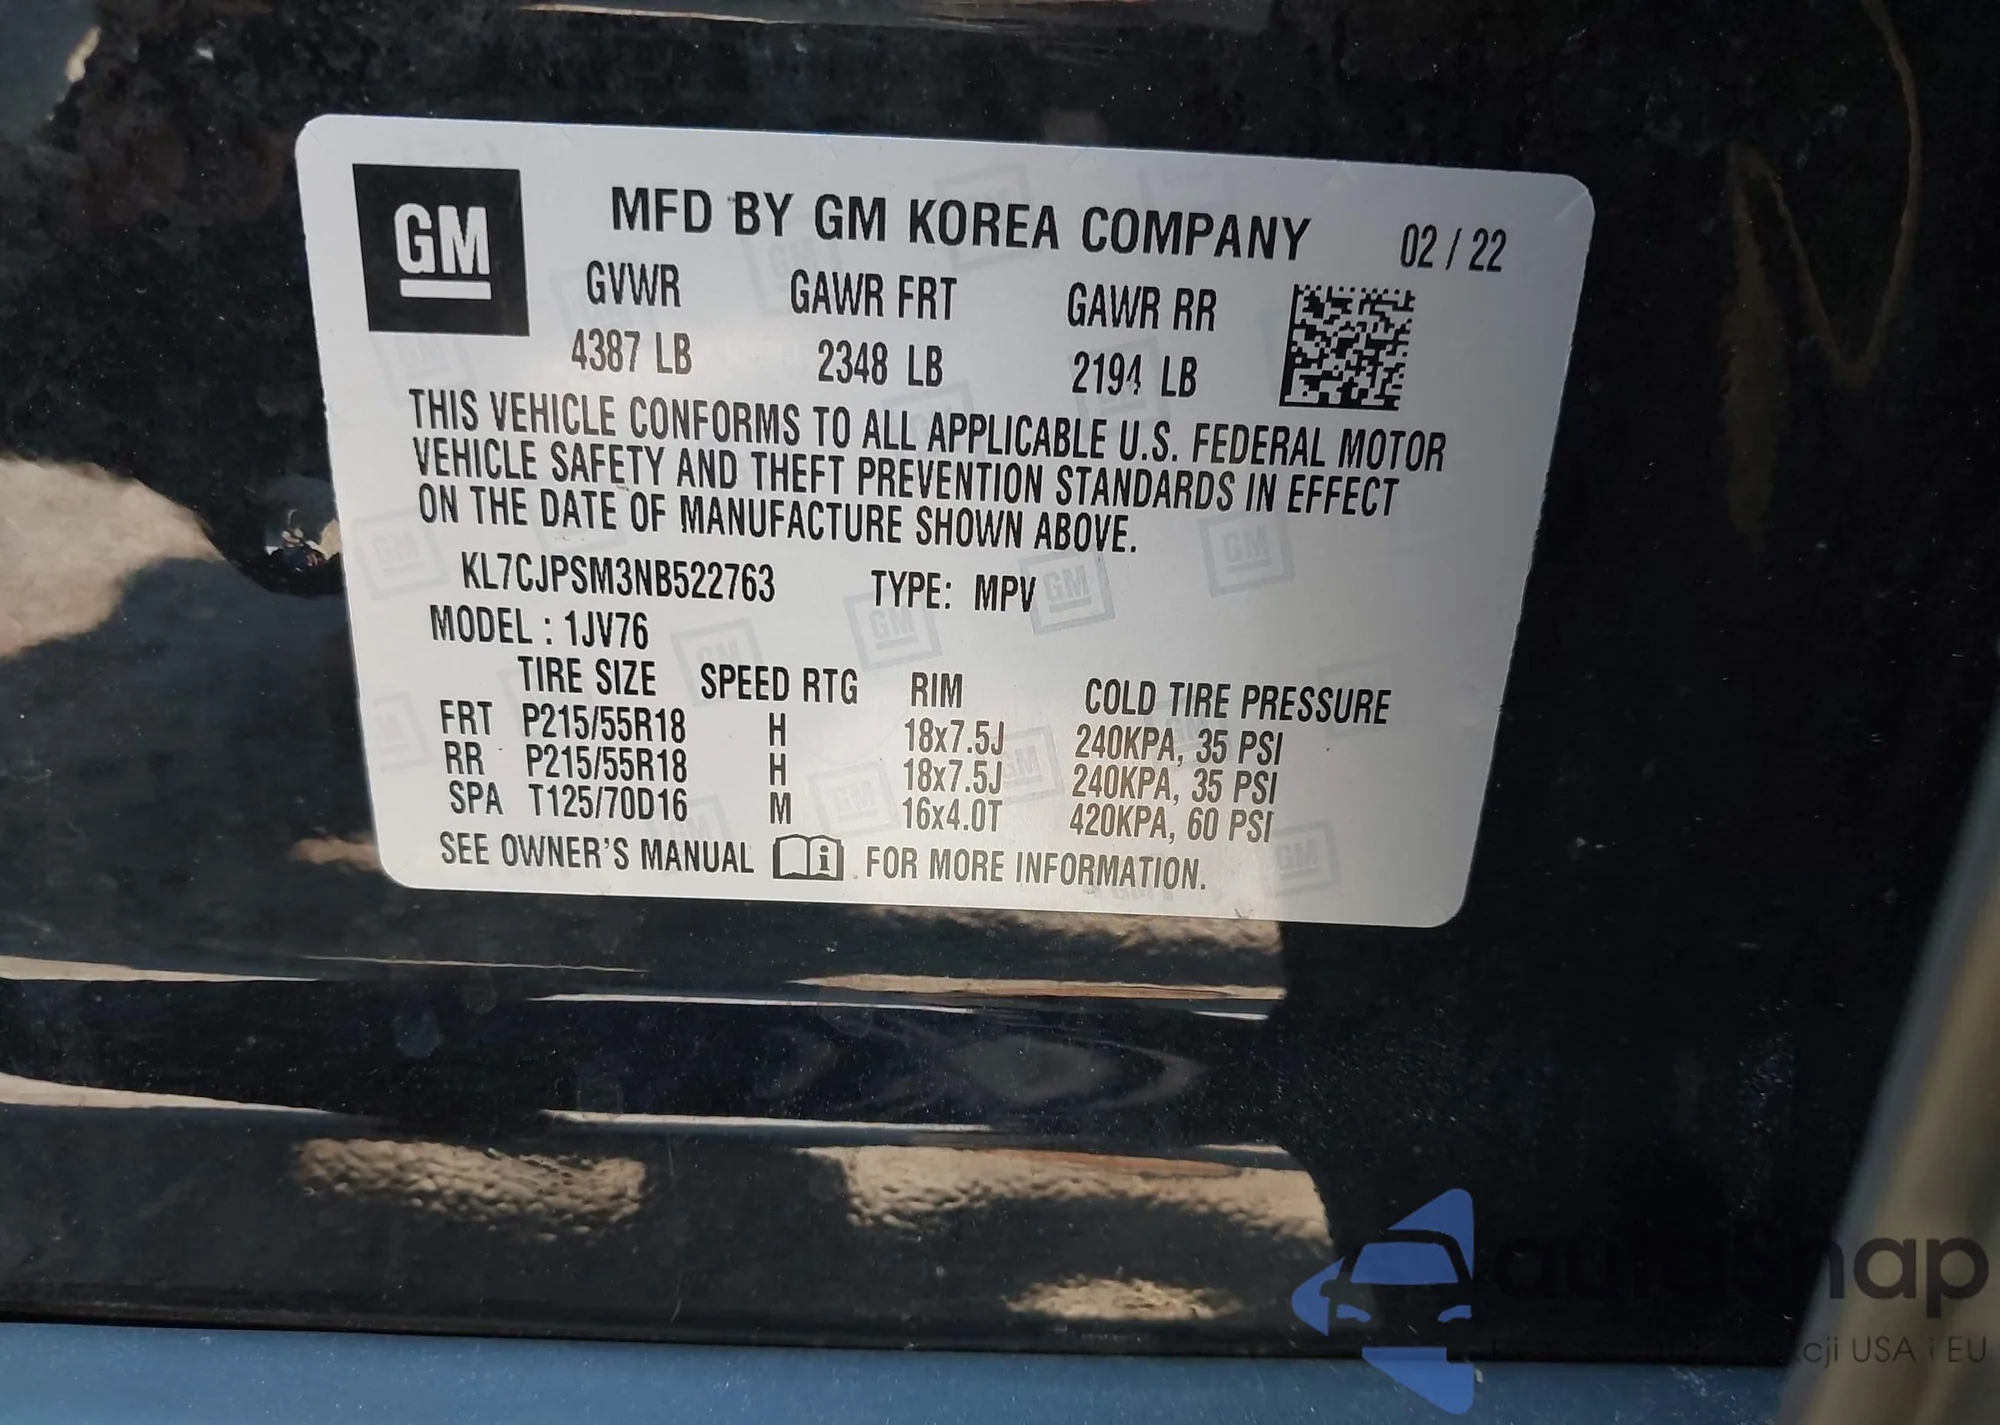 GM
MFD BY GM KOREA COMPANY 02 / 22
GVWR GAWR FRT GAWR RR
4387 LB 2348 LB 2194 LB
THIS VEHICLE CONFORMS TO ALL APPLICABLE U.S. FEDERAL MOTOR
VEHICLE SAFETY AND THEFT PREVENTION STANDARDS IN EFFECT
ON THE DATE OF MANUFACTURE SHOWN ABOVE.
KL7CJPSM3NB522763 TYPE: MPV
MODEL : 1JV76
TIRE SIZE SPEED RTG RIM COLD TIRE PRESSURE
FRT P215/55R18 H 18x7.5J 240KPA, 35 PSI
RR P215/55R18 H 18x7.5J 240KPA, 35 PSI
SPA T125/70D16 M 16x4.0T 420KPA, 60 PSI
SEE OWNER'S MANUAL FOR MORE INFORMATION.
autosnap
USA i EU